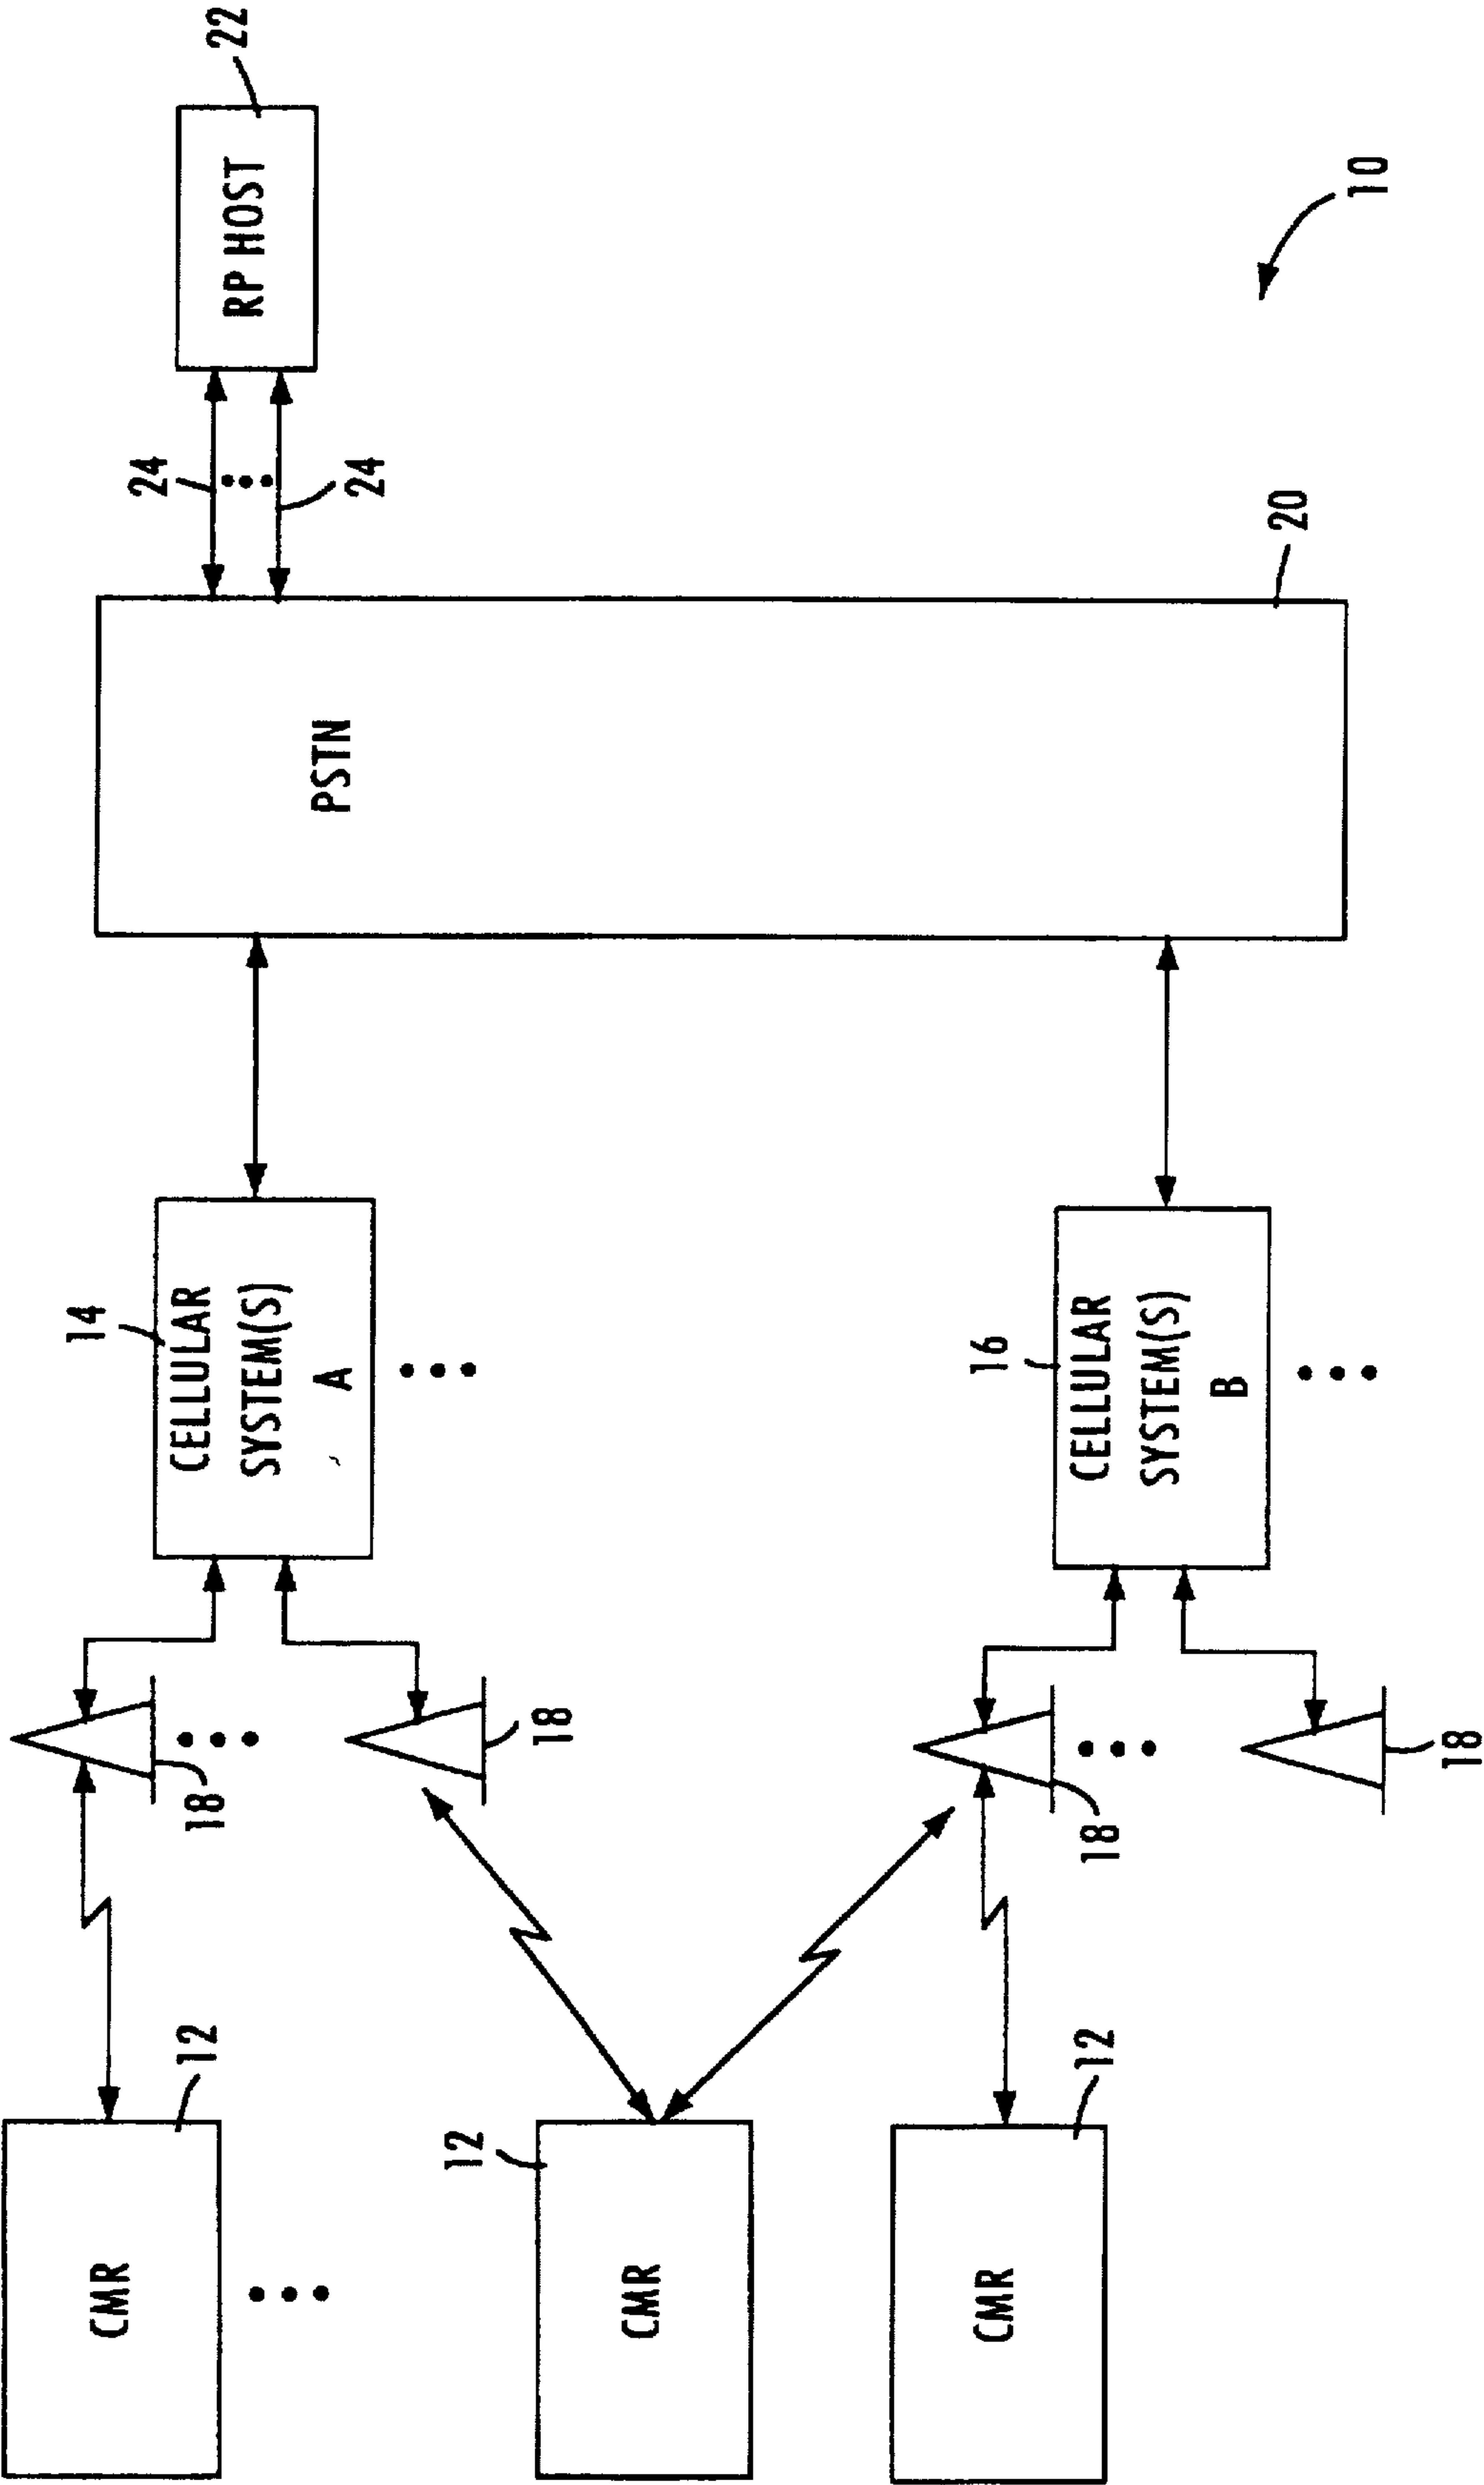 CMR
12
CMR
12
CMR
12
18
18
18
18
14
CELLULAR
SYSTEM(S)
A
16
CELLULAR
SYSTEM(S)
B
PSTN
20
24
24
RP HOST
22
10